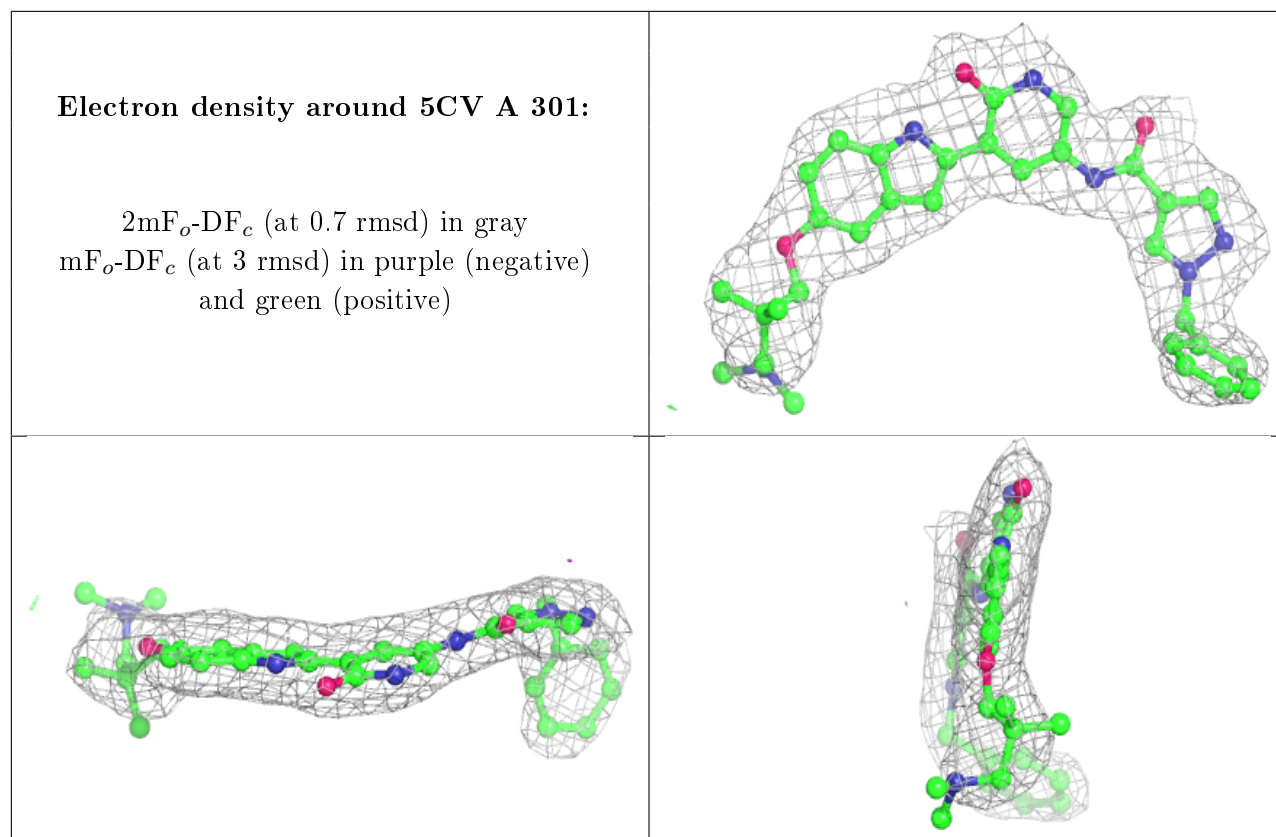 Electron density around 5CV A 301:
2mFₒ-DF𝒸 (at 0.7 rmsd) in gray
mFₒ-DF𝒸 (at 3 rmsd) in purple (negative)
and green (positive)